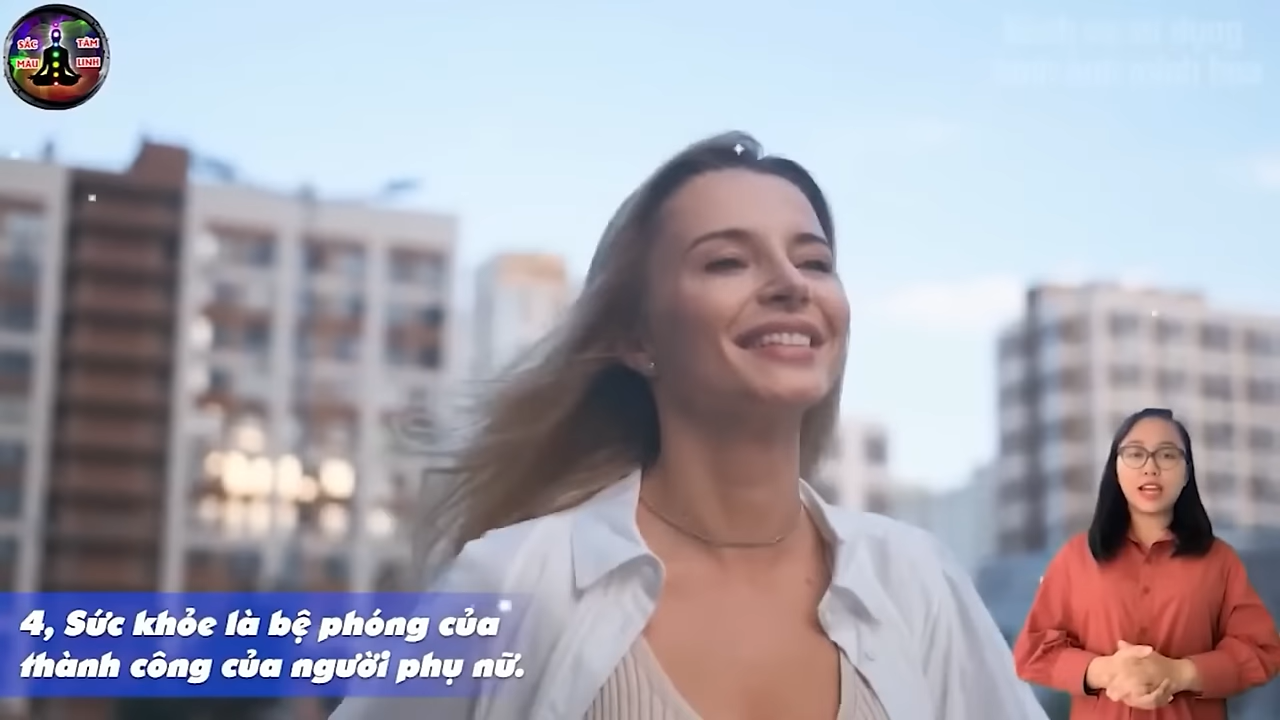 SẮC TÂM
MÀU LINH
4, Sức khỏe là bệ phóng của
thành công của người phụ nữ.